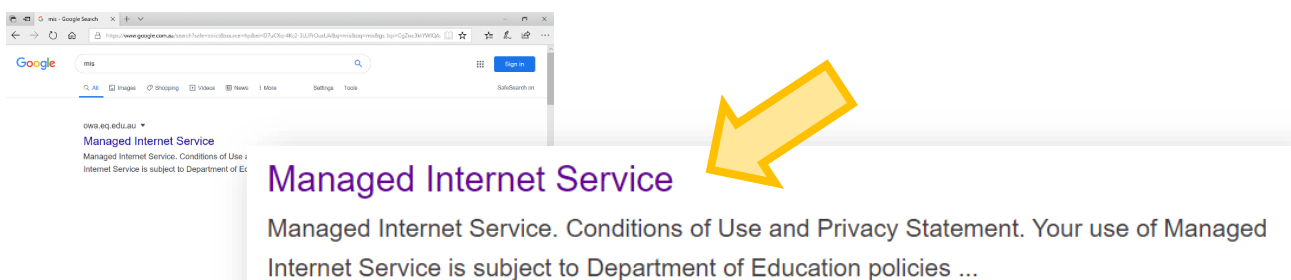 mis - Google Search
https://www.google.com.au/search?
Google
mis
Sign in
All Images Shopping Videos News More Settings Tools
SafeSearch on
owa.eq.edu.au
Managed Internet Service
Managed Internet Service. Conditions of Use
Internet Service is subject to Department of
Managed Internet Service
Managed Internet Service. Conditions of Use and Privacy Statement. Your use of Managed
Internet Service is subject to Department of Education policies ...